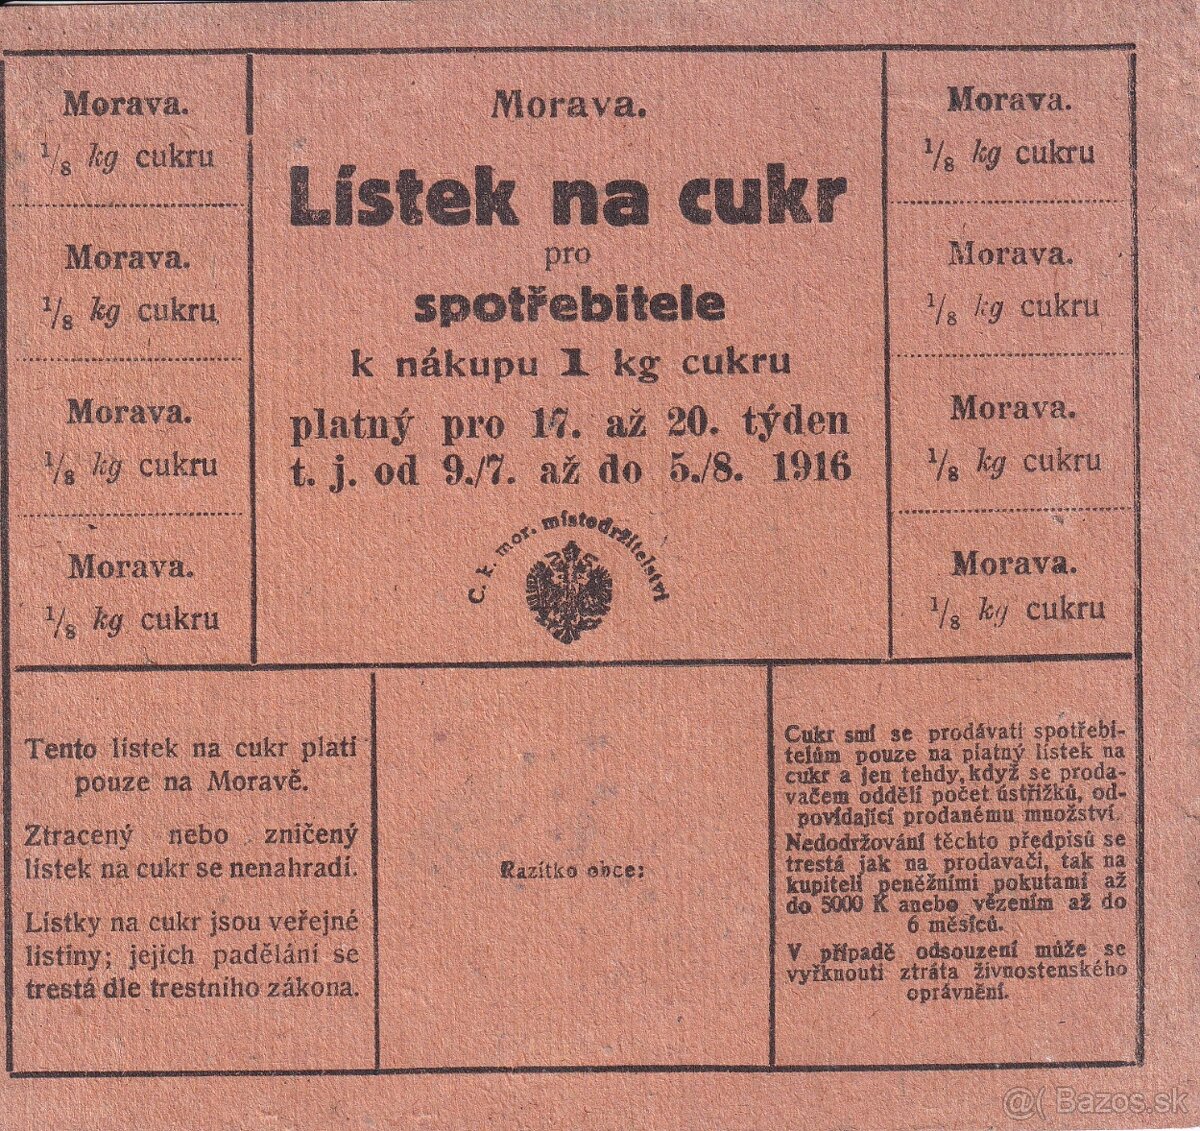 Morava.
1/8 kg cukru
Morava.
1/8 kg cukru
Morava.
1/8 kg cukru
Morava.
1/8 kg cukru
Morava.
Lístek na cukr
pro
spotřebitele
k nákupu 1 kg cukru
platný pro 17. až 20. týden
t. j. od 9./7. až do 5./8. 1916
C. k. mor. místodržitelství
Morava.
1/8 kg cukru
Morava.
1/8 kg cukru
Morava.
1/8 kg cukru
Morava.
1/8 kg cukru
Tento lístek na cukr platí
pouze na Moravě.
Ztracený nebo zničený
lístek na cukr se nenahradí.
Lístky na cukr jsou veřejné
listiny; jejich padělání se
trestá dle trestního zákona.
Razítko obce:
Cukr smí se prodávati spotřebi-
telům pouze na platný lístek na
cukr a jen tehdy, když se proda-
vačem oddělí počet ústřižků, od-
povídající prodanému množství.
Nedodržování těchto předpisů se
trestá jak na prodavači, tak na
kupiteli peněžními pokutami až
do 5000 K anebo vězením až do
6 měsíců.
V případě odsouzení může se
vyřknouti ztráta živnostenského
oprávnění.
@( Bazos.sk